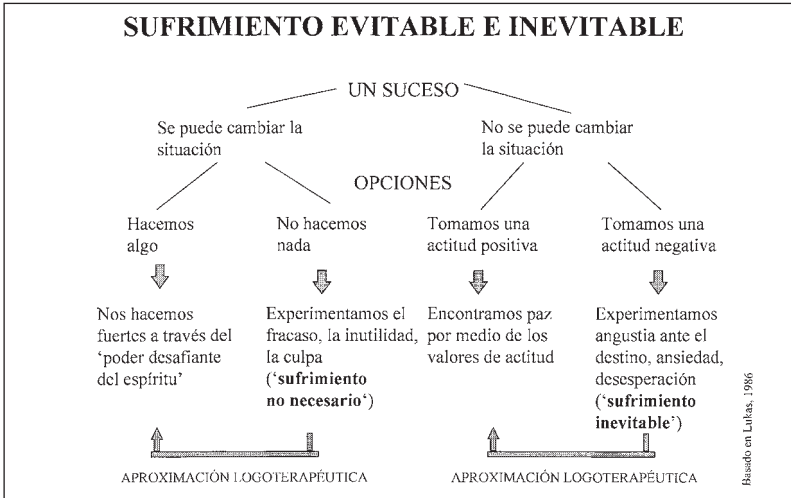 SUFRIMIENTO EVITABLE E INEVITABLE
UN SUCESO
Se puede cambiar la
situación
No se puede cambiar
la situación
OPCIONES
Hacemos
algo
No hacemos
nada
Tomamos una
actitud positiva
Tomamos una
actitud negativa
Nos hacemos
fuertes a través del
‘poder desafiante
del espíritu’
Experimentamos el
fracaso, la inutilidad,
la culpa
(‘sufrimiento
no necesario‘)
Encontramos paz
por medio de los
valores de actitud
Experimentamos
angustia ante el
destino, ansiedad,
desesperación
(‘sufrimiento
inevitable’)
APROXIMACIÓN LOGOTERAPÉUTICA
APROXIMACIÓN LOGOTERAPÉUTICA
Basado en Lukas, 1986